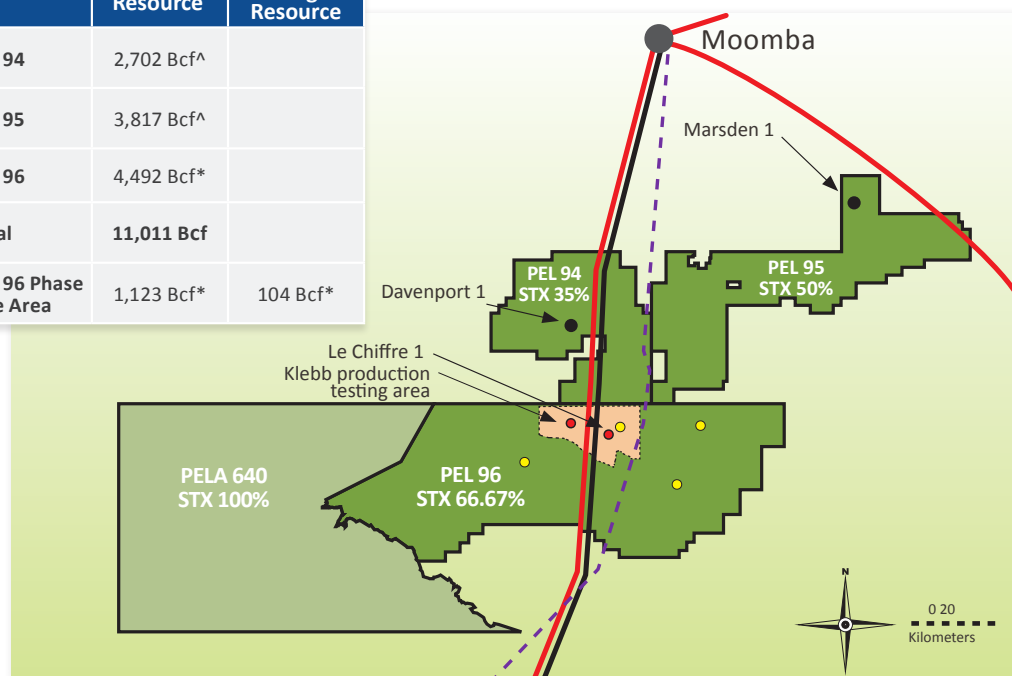 Resource
Resource
94
2,702 Bcf^
95
3,817 Bcf^
96
4,492 Bcf*
11,011 Bcf
96 Phase
Area
1,123 Bcf*
104 Bcf*
Moomba
Marsden 1
PEL 94
STX 35%
PEL 95
STX 50%
Davenport 1
Le Chiffre 1
Klebb production
testing area
PELA 640
STX 100%
PEL 96
STX 66.67%
N
0 20
Kilometers